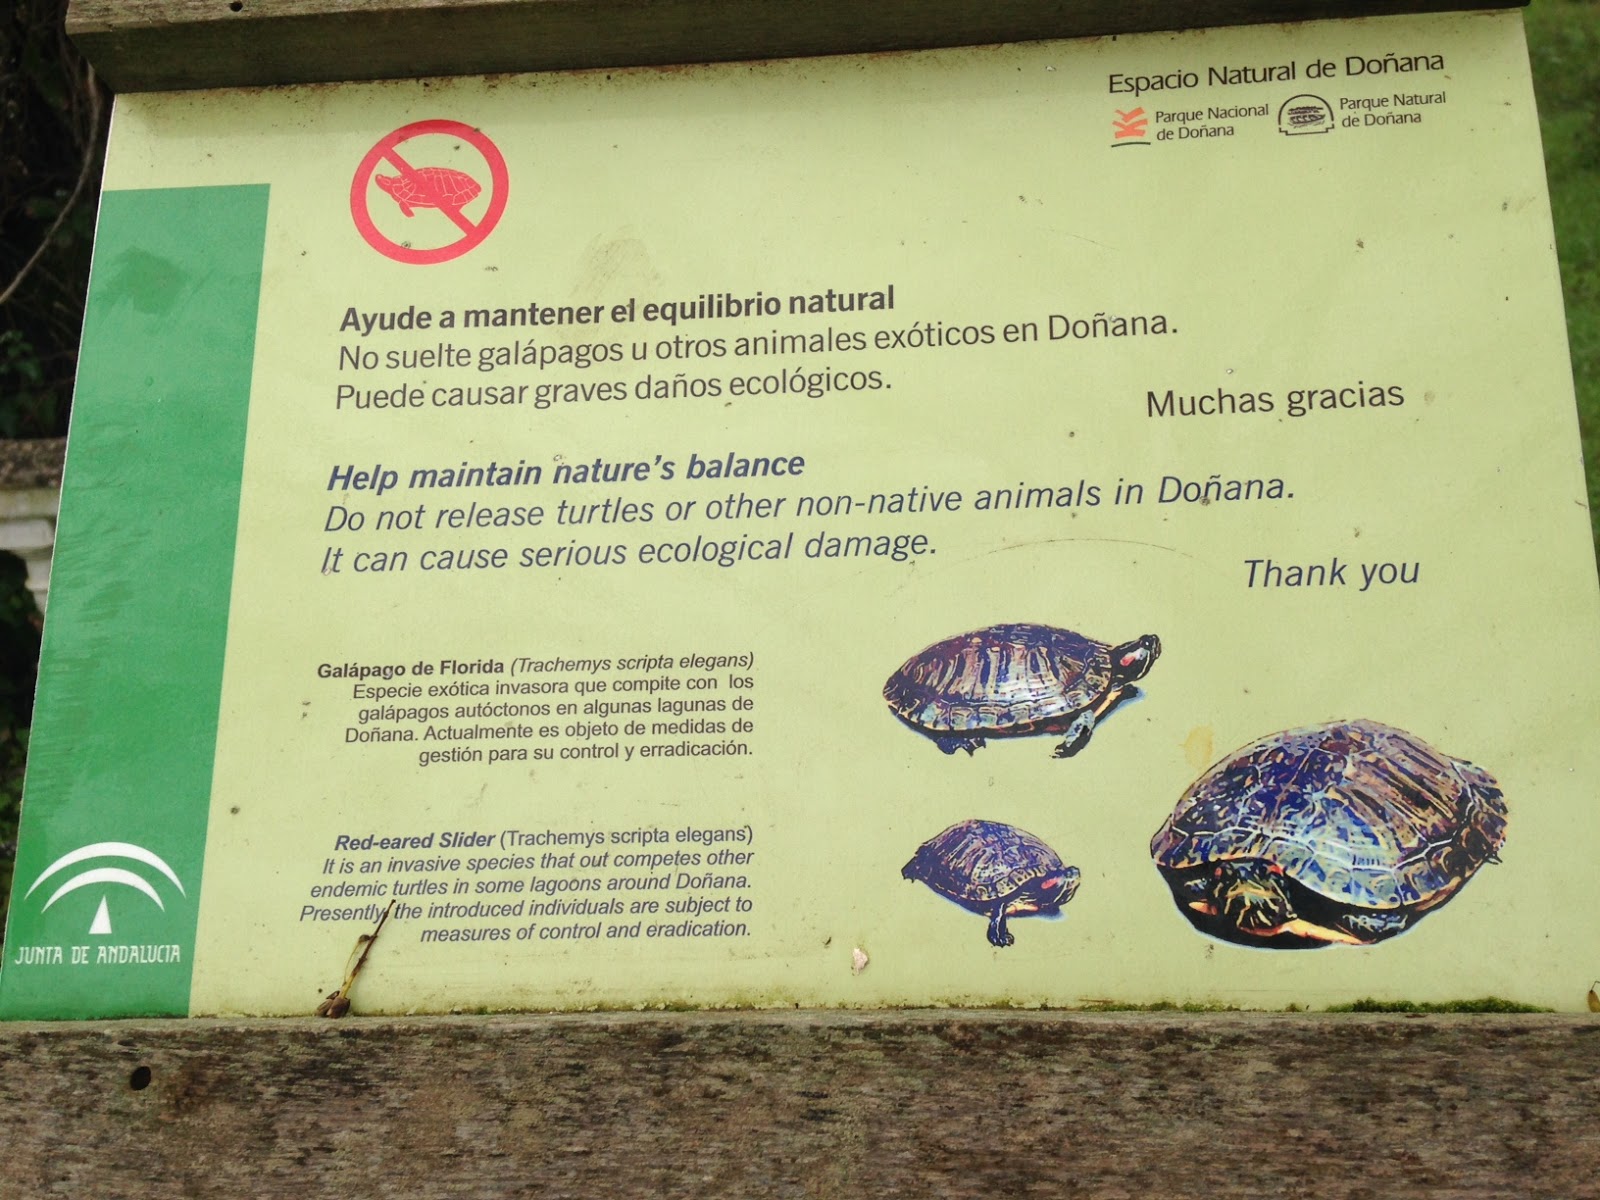 Espacio Natural de Doñana
Parque Nacional
de Doñana
Parque Natural
de Doñana
Ayude a mantener el equilibrio natural
No suelte galápagos u otros animales exóticos en Doñana.
Puede causar graves daños ecológicos.
Muchas gracias
Help maintain nature's balance
Do not release turtles or other non-native animals in Doñana.
It can cause serious ecological damage.
Thank you
Galápago de Florida (Trachemys scripta elegans)
Especie exótica invasora que compite con los
galápagos autóctonos en algunas lagunas de
Doñana. Actualmente es objeto de medidas de
gestión para su control y erradicación.
Red-eared Slider (Trachemys scripta elegans)
It is an invasive species that out competes other
endemic turtles in some lagoons around Doñana.
Presently, the introduced individuals are subject to
measures of control and eradication.
JUNTA DE ANDALUCIA